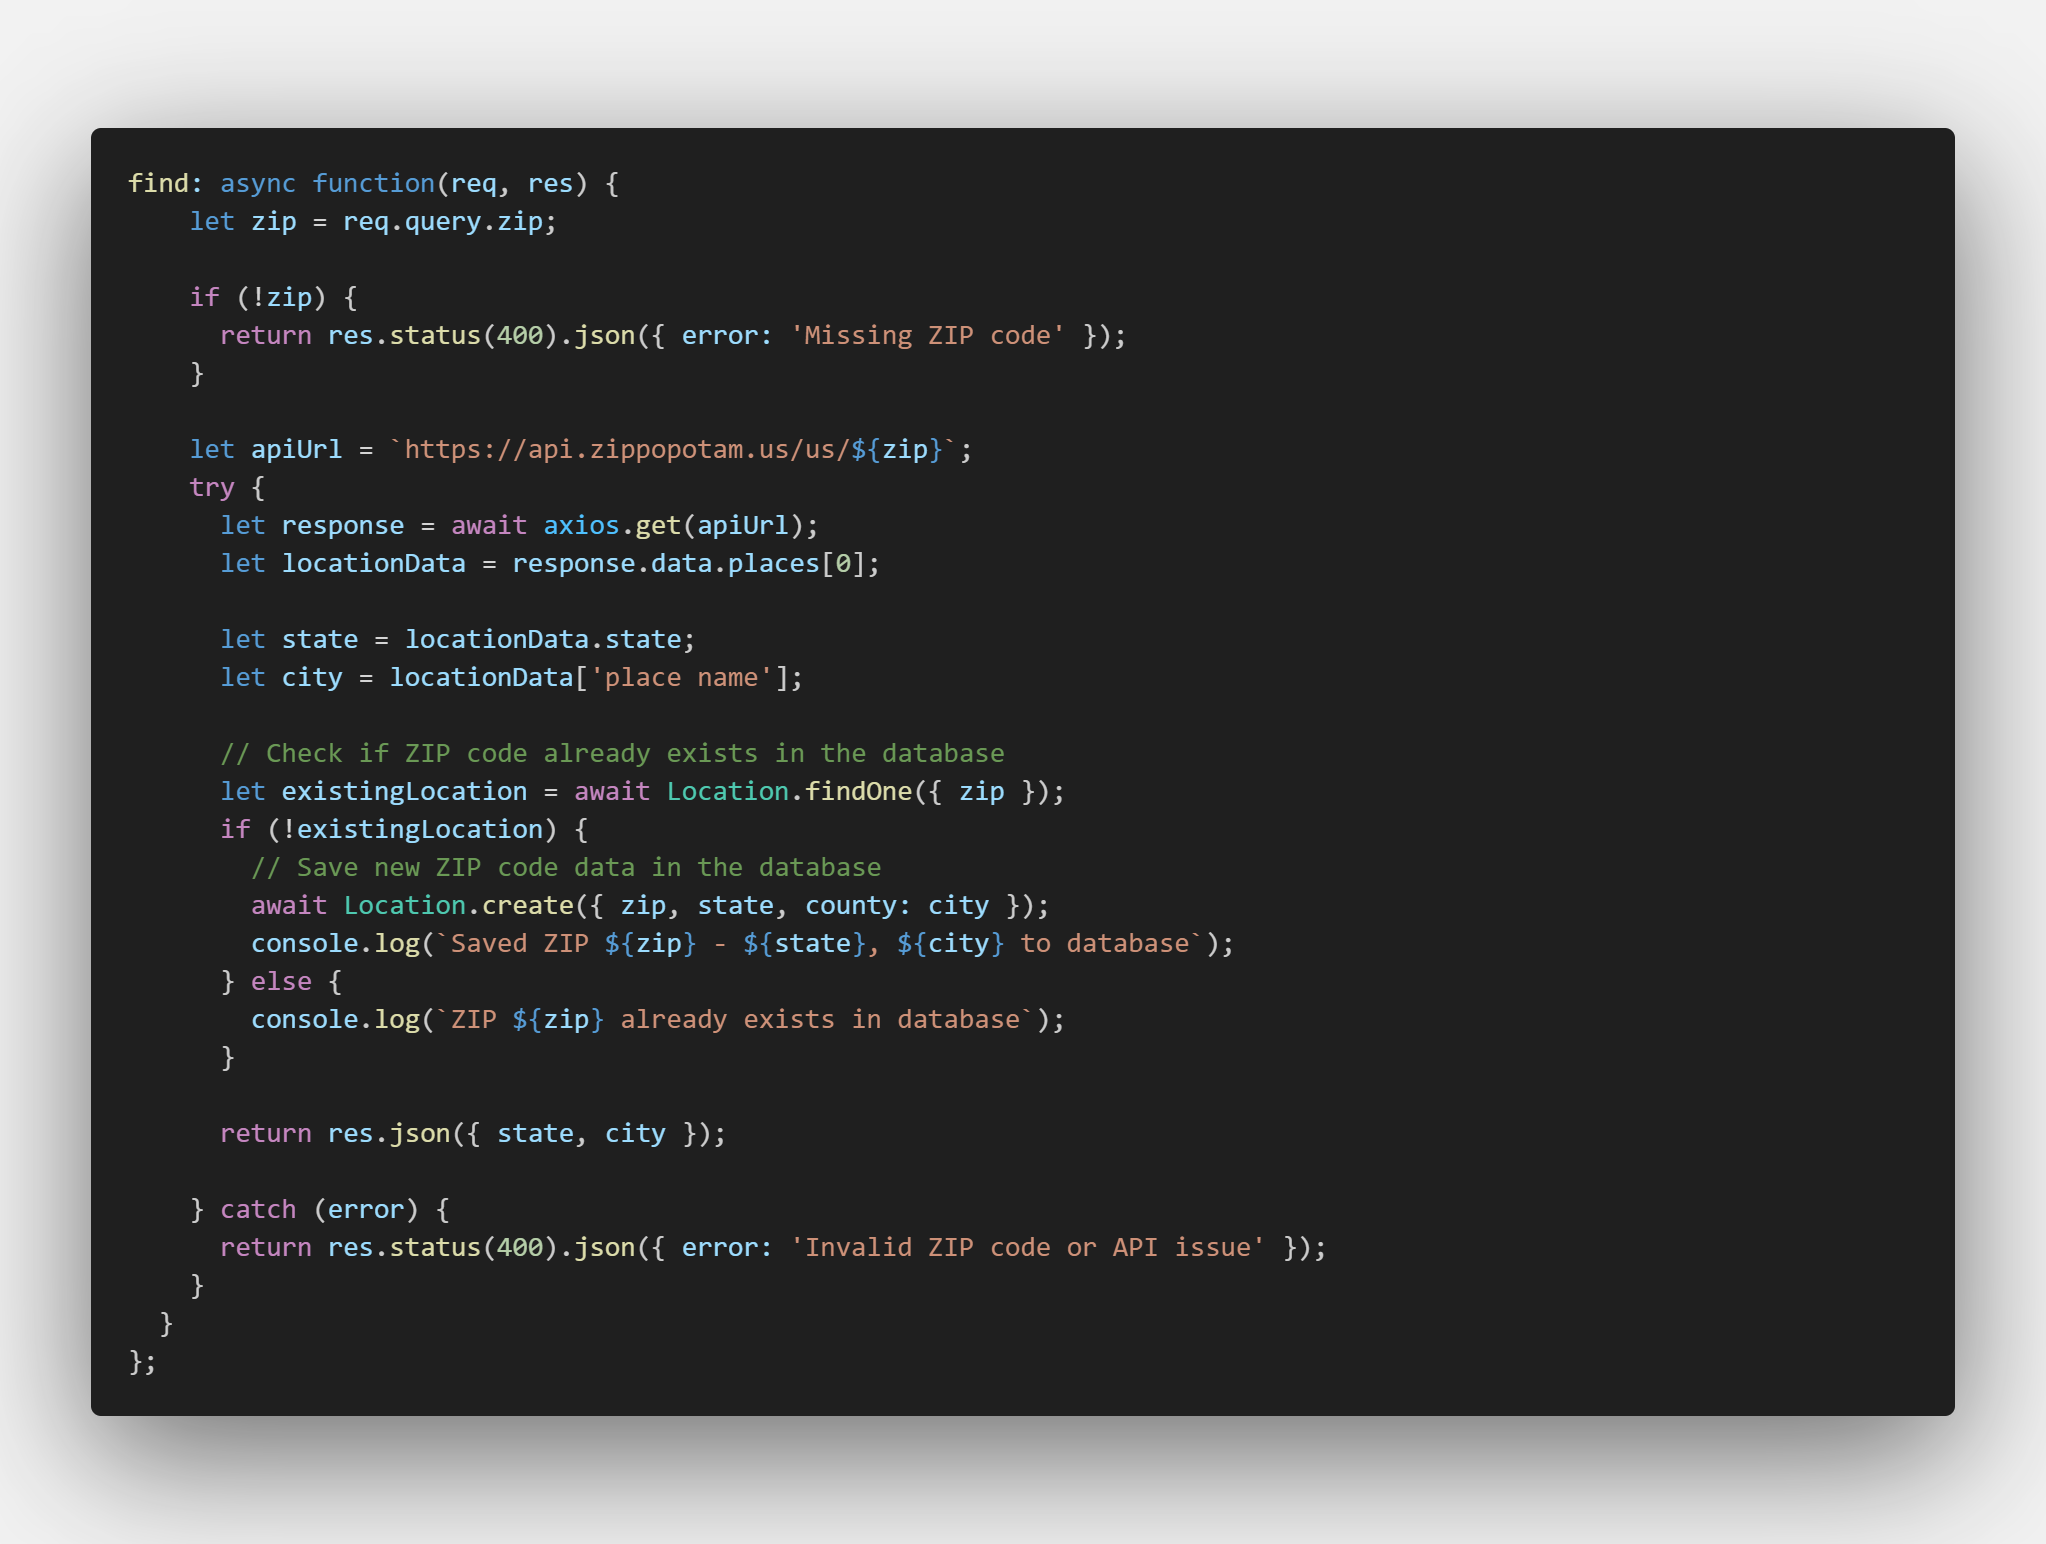 find: async function(req, res) {
    let zip = req.query.zip;

    if (!zip) {
      return res.status(400).json({ error: 'Missing ZIP code' });
    }

    let apiUrl = `https://api.zippopotam.us/us/${zip}`;
    try {
      let response = await axios.get(apiUrl);
      let locationData = response.data.places[0];

      let state = locationData.state;
      let city = locationData['place name'];

      // Check if ZIP code already exists in the database
      let existingLocation = await Location.findOne({ zip });
      if (!existingLocation) {
        // Save new ZIP code data in the database
        await Location.create({ zip, state, county: city });
        console.log(`Saved ZIP ${zip} - ${state}, ${city} to database`);
      } else {
        console.log(`ZIP ${zip} already exists in database`);
      }

      return res.json({ state, city });

    } catch (error) {
      return res.status(400).json({ error: 'Invalid ZIP code or API issue' });
    }
  }
};